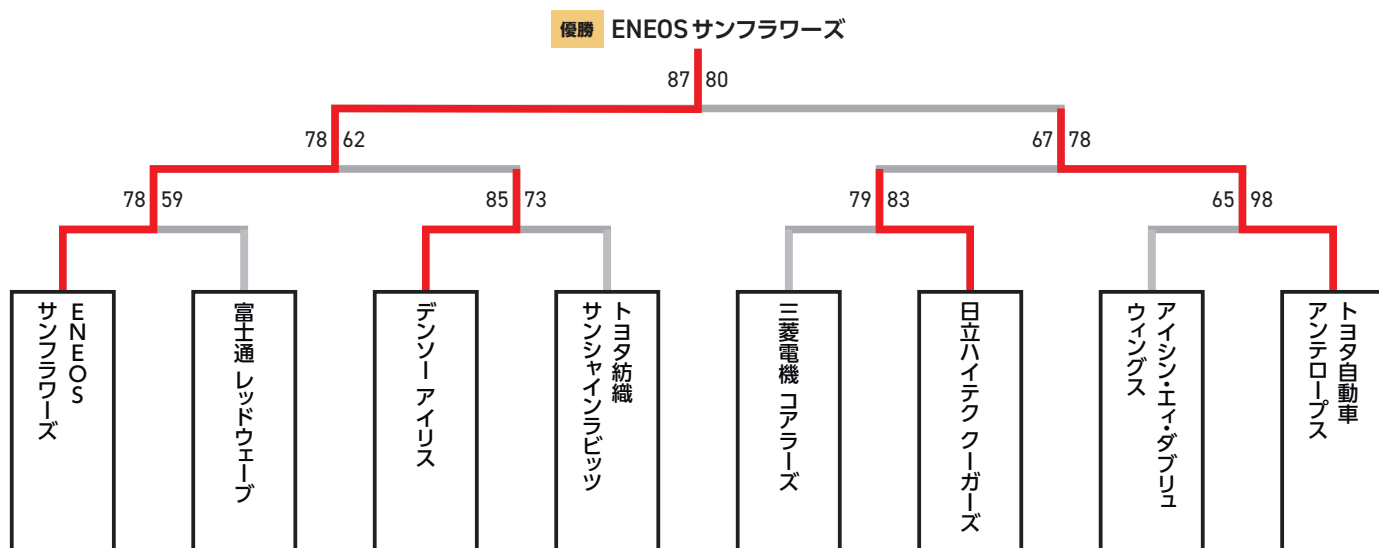 優勝 ENEOSサンフラワーズ
87 80
78 62
67 78
78 59
85 73
79 83
65 98
ENEOS
サンフラワーズ
富士通 レッドウェーブ
デンソー アイリス
トヨタ紡織
サンシャインラビッツ
三菱電機 コアラーズ
日立ハイテク クーガーズ
アイシン・エィ・ダブリュ
ウィングス
トヨタ自動車
アンテロープス